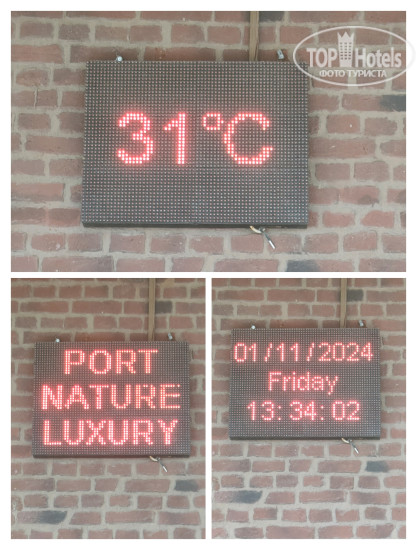 TOP Hotels
ФОТО ТУРИСТА
31°C
PORT
NATURE
LUXURY
01/11/2024
Friday
13:34:02